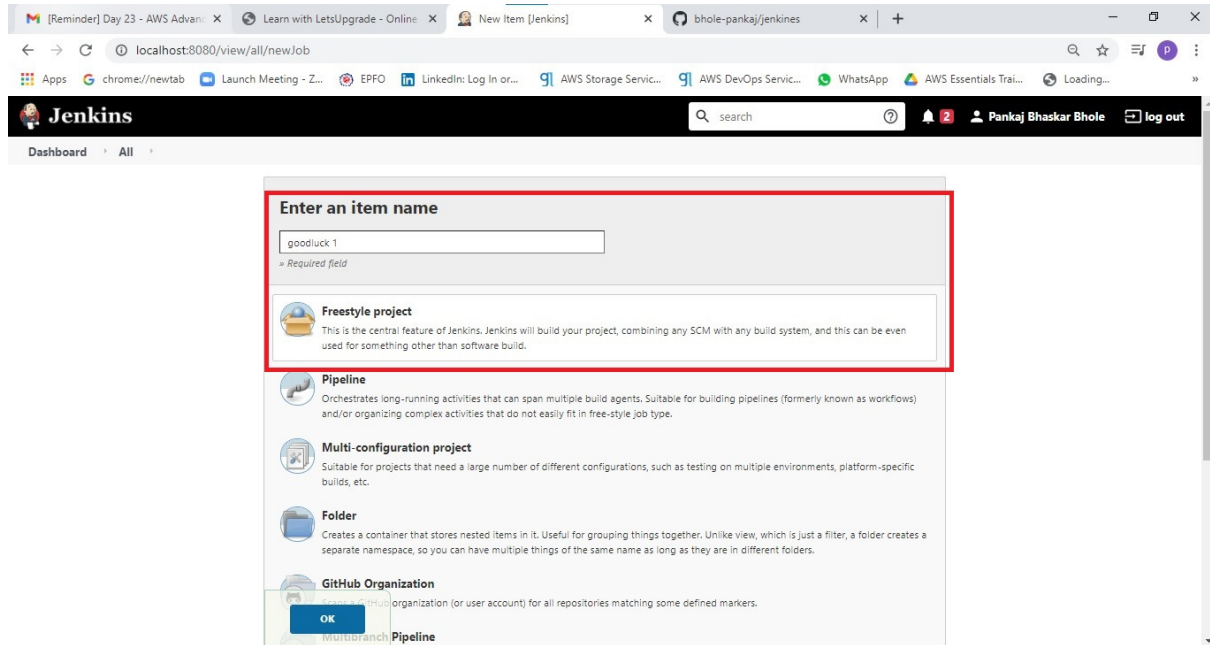 [Reminder] Day 23 - AWS Advanc
Learn with LetsUpgrade - Online
New Item [Jenkins]
bhole-pankaj/jenkines
localhost:8080/view/all/newJob
P
Apps
chrome://newtab
Launch Meeting - Z...
EPFO
LinkedIn: Log In or...
AWS Storage Servic...
AWS DevOps Servic...
WhatsApp
AWS Essentials Trai...
Loading...
»
Jenkins
search
2
Pankaj Bhaskar Bhole
log out
Dashboard
All
Enter an item name
goodluck 1
» Required field
Freestyle project
This is the central feature of Jenkins. Jenkins will build your project, combining any SCM with any build system, and this can be even
used for something other than software build.
Pipeline
Orchestrates long-running activities that can span multiple build agents. Suitable for building pipelines (formerly known as workflows)
and/or organizing complex activities that do not easily fit in free-style job type.
Multi-configuration project
Suitable for projects that need a large number of different configurations, such as testing on multiple environments, platform-specific
builds, etc.
Folder
Creates a container that stores nested items in it. Useful for grouping things together. Unlike view, which is just a filter, a folder creates a
separate namespace, so you can have multiple things of the same name as long as they are in different folders.
GitHub Organization
Scans a GitHub organization (or user account) for all repositories matching some defined markers.
OK
Multibranch Pipeline